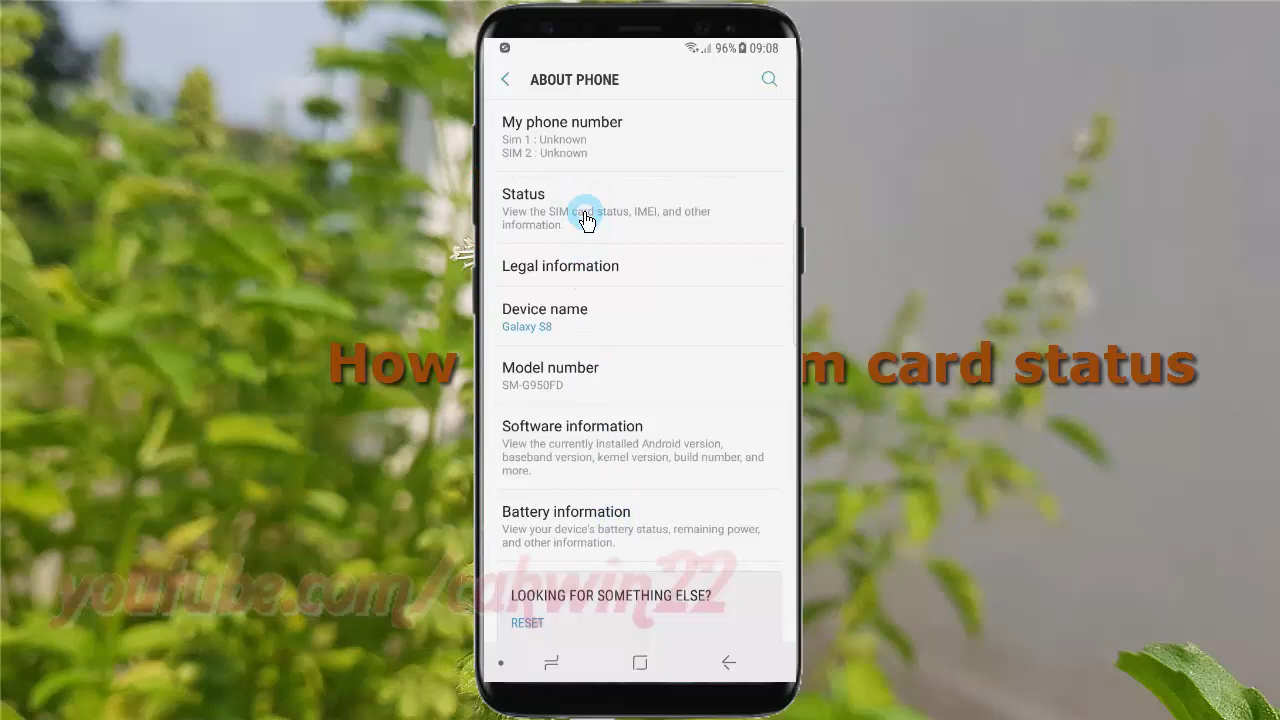 96% 09:08
ABOUT PHONE
My phone number
Sim 1 : Unknown
SIM 2 : Unknown
Status
View the SIM card status, IMEI, and other
information.
Legal information
Device name
Galaxy S8
How m card status
Model number
SM-G950FD
Software information
View the currently installed Android version,
baseband version, kernel version, build number, and
more.
Battery information
View your device's battery status, remaining power,
and other information.
youtube.com/cahwin22
LOOKING FOR SOMETHING ELSE?
RESET